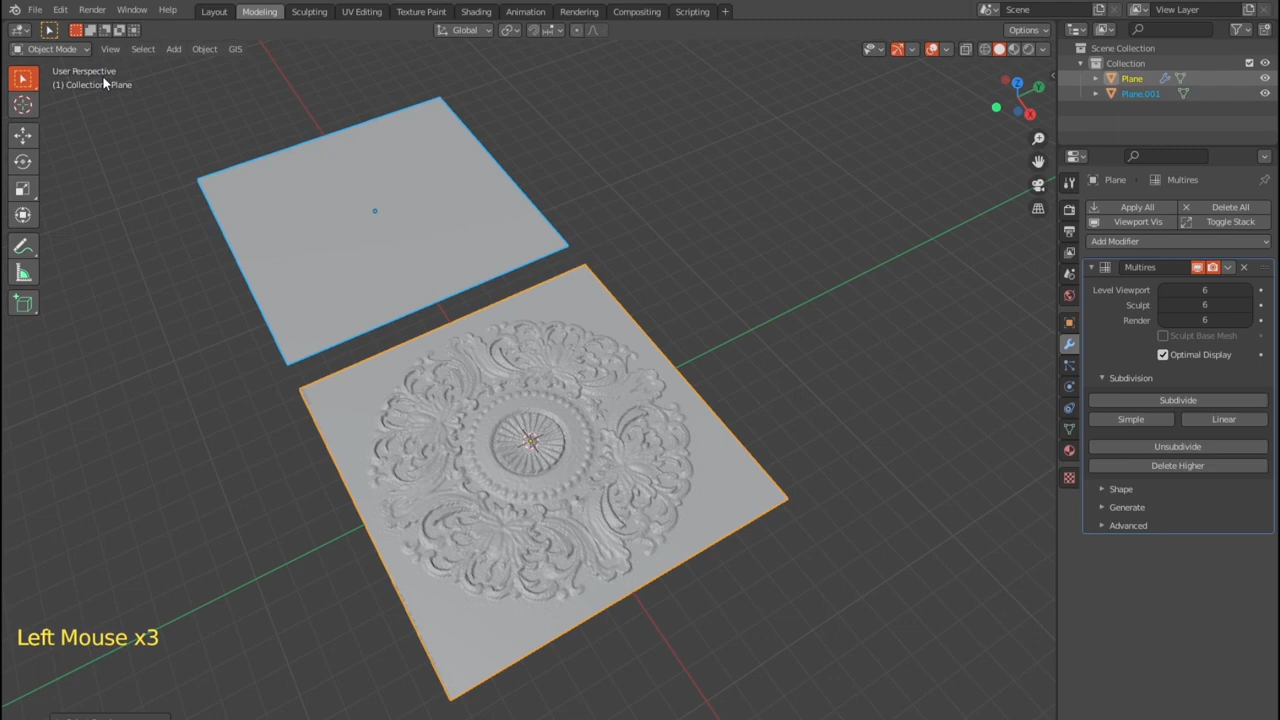 File Edit Render Window Help Layout Modeling Sculpting UV Editing Texture Paint Shading Animation Rendering Compositing Scripting + Scene View Layer
Global Options
Object Mode View Select Add Object GIS
User Perspective
(1) Collection Plane
Z
Y
X
Scene Collection
Collection
Plane
Plane.001
Plane Multires
Apply All Delete All
Viewport Vis Toggle Stack
Add Modifier
Multires
Level Viewport 6
Sculpt 6
Render 6
Sculpt Base Mesh
Optimal Display
Subdivision
Subdivide
Simple Linear
Unsubdivide
Delete Higher
Shape
Generate
Advanced
Left Mouse x3